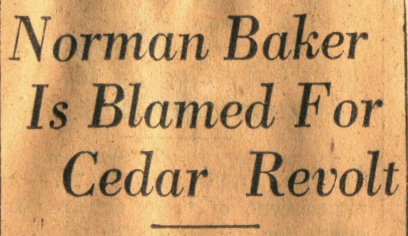 Norman Baker
Is Blamed For
Cedar Revolt